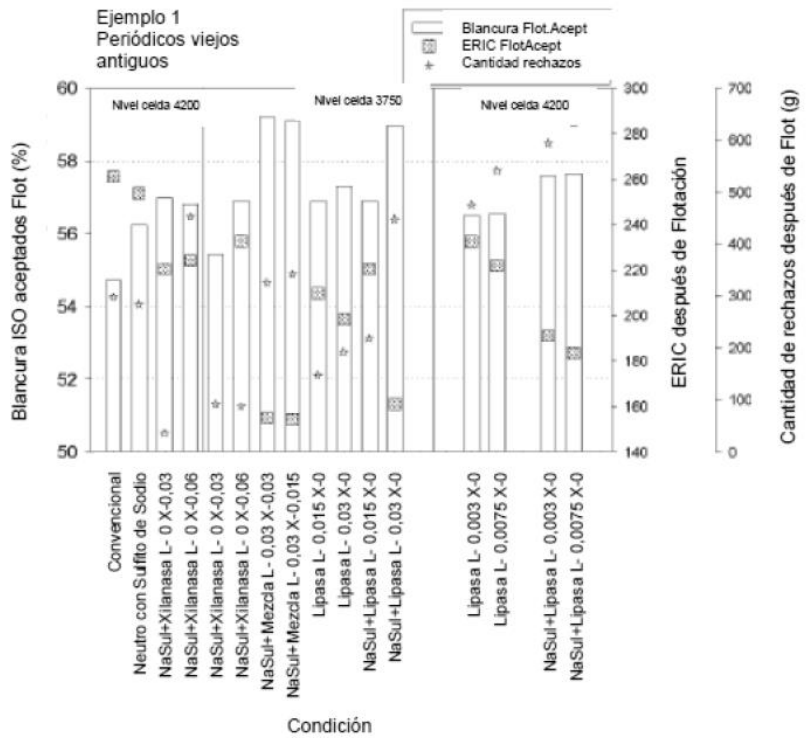 Ejemplo 1
Periódicos viejos
antiguos
Blancura Flot.Acept
ERIC FlotAcept
Cantidad rechazos
Nivel celda 4200
Nivel celda 3750
Nivel celda 4200
Blancura ISO aceptados Flot (%)
60
58
56
54
52
50
300
280
260
240
220
200
180
160
140
ERIC después de Flotación
700
600
500
400
300
200
100
0
Cantidad de rechazos después de Flot (g)
Convencional
Neutro con Sulfito de Sodio
NaSul+Xilanasa L- 0 X-0,03
NaSul+Xilanasa L- 0 X-0,06
NaSul+Xilanasa L- 0 X-0,03
NaSul+Xilanasa L- 0 X-0,06
NaSul+Mezcla L- 0,03 X-0,03
NaSul+Mezcla L- 0,03 X-0,015
Lipasa L- 0,015 X-0
Lipasa L- 0,03 X-0
NaSul+Lipasa L- 0,015 X-0
NaSul+Lipasa L- 0,03 X-0
Lipasa L- 0,003 X-0
Lipasa L- 0,0075 X-0
NaSul+Lipasa L- 0,003 X-0
NaSul+Lipasa L- 0,0075 X-0
Condición